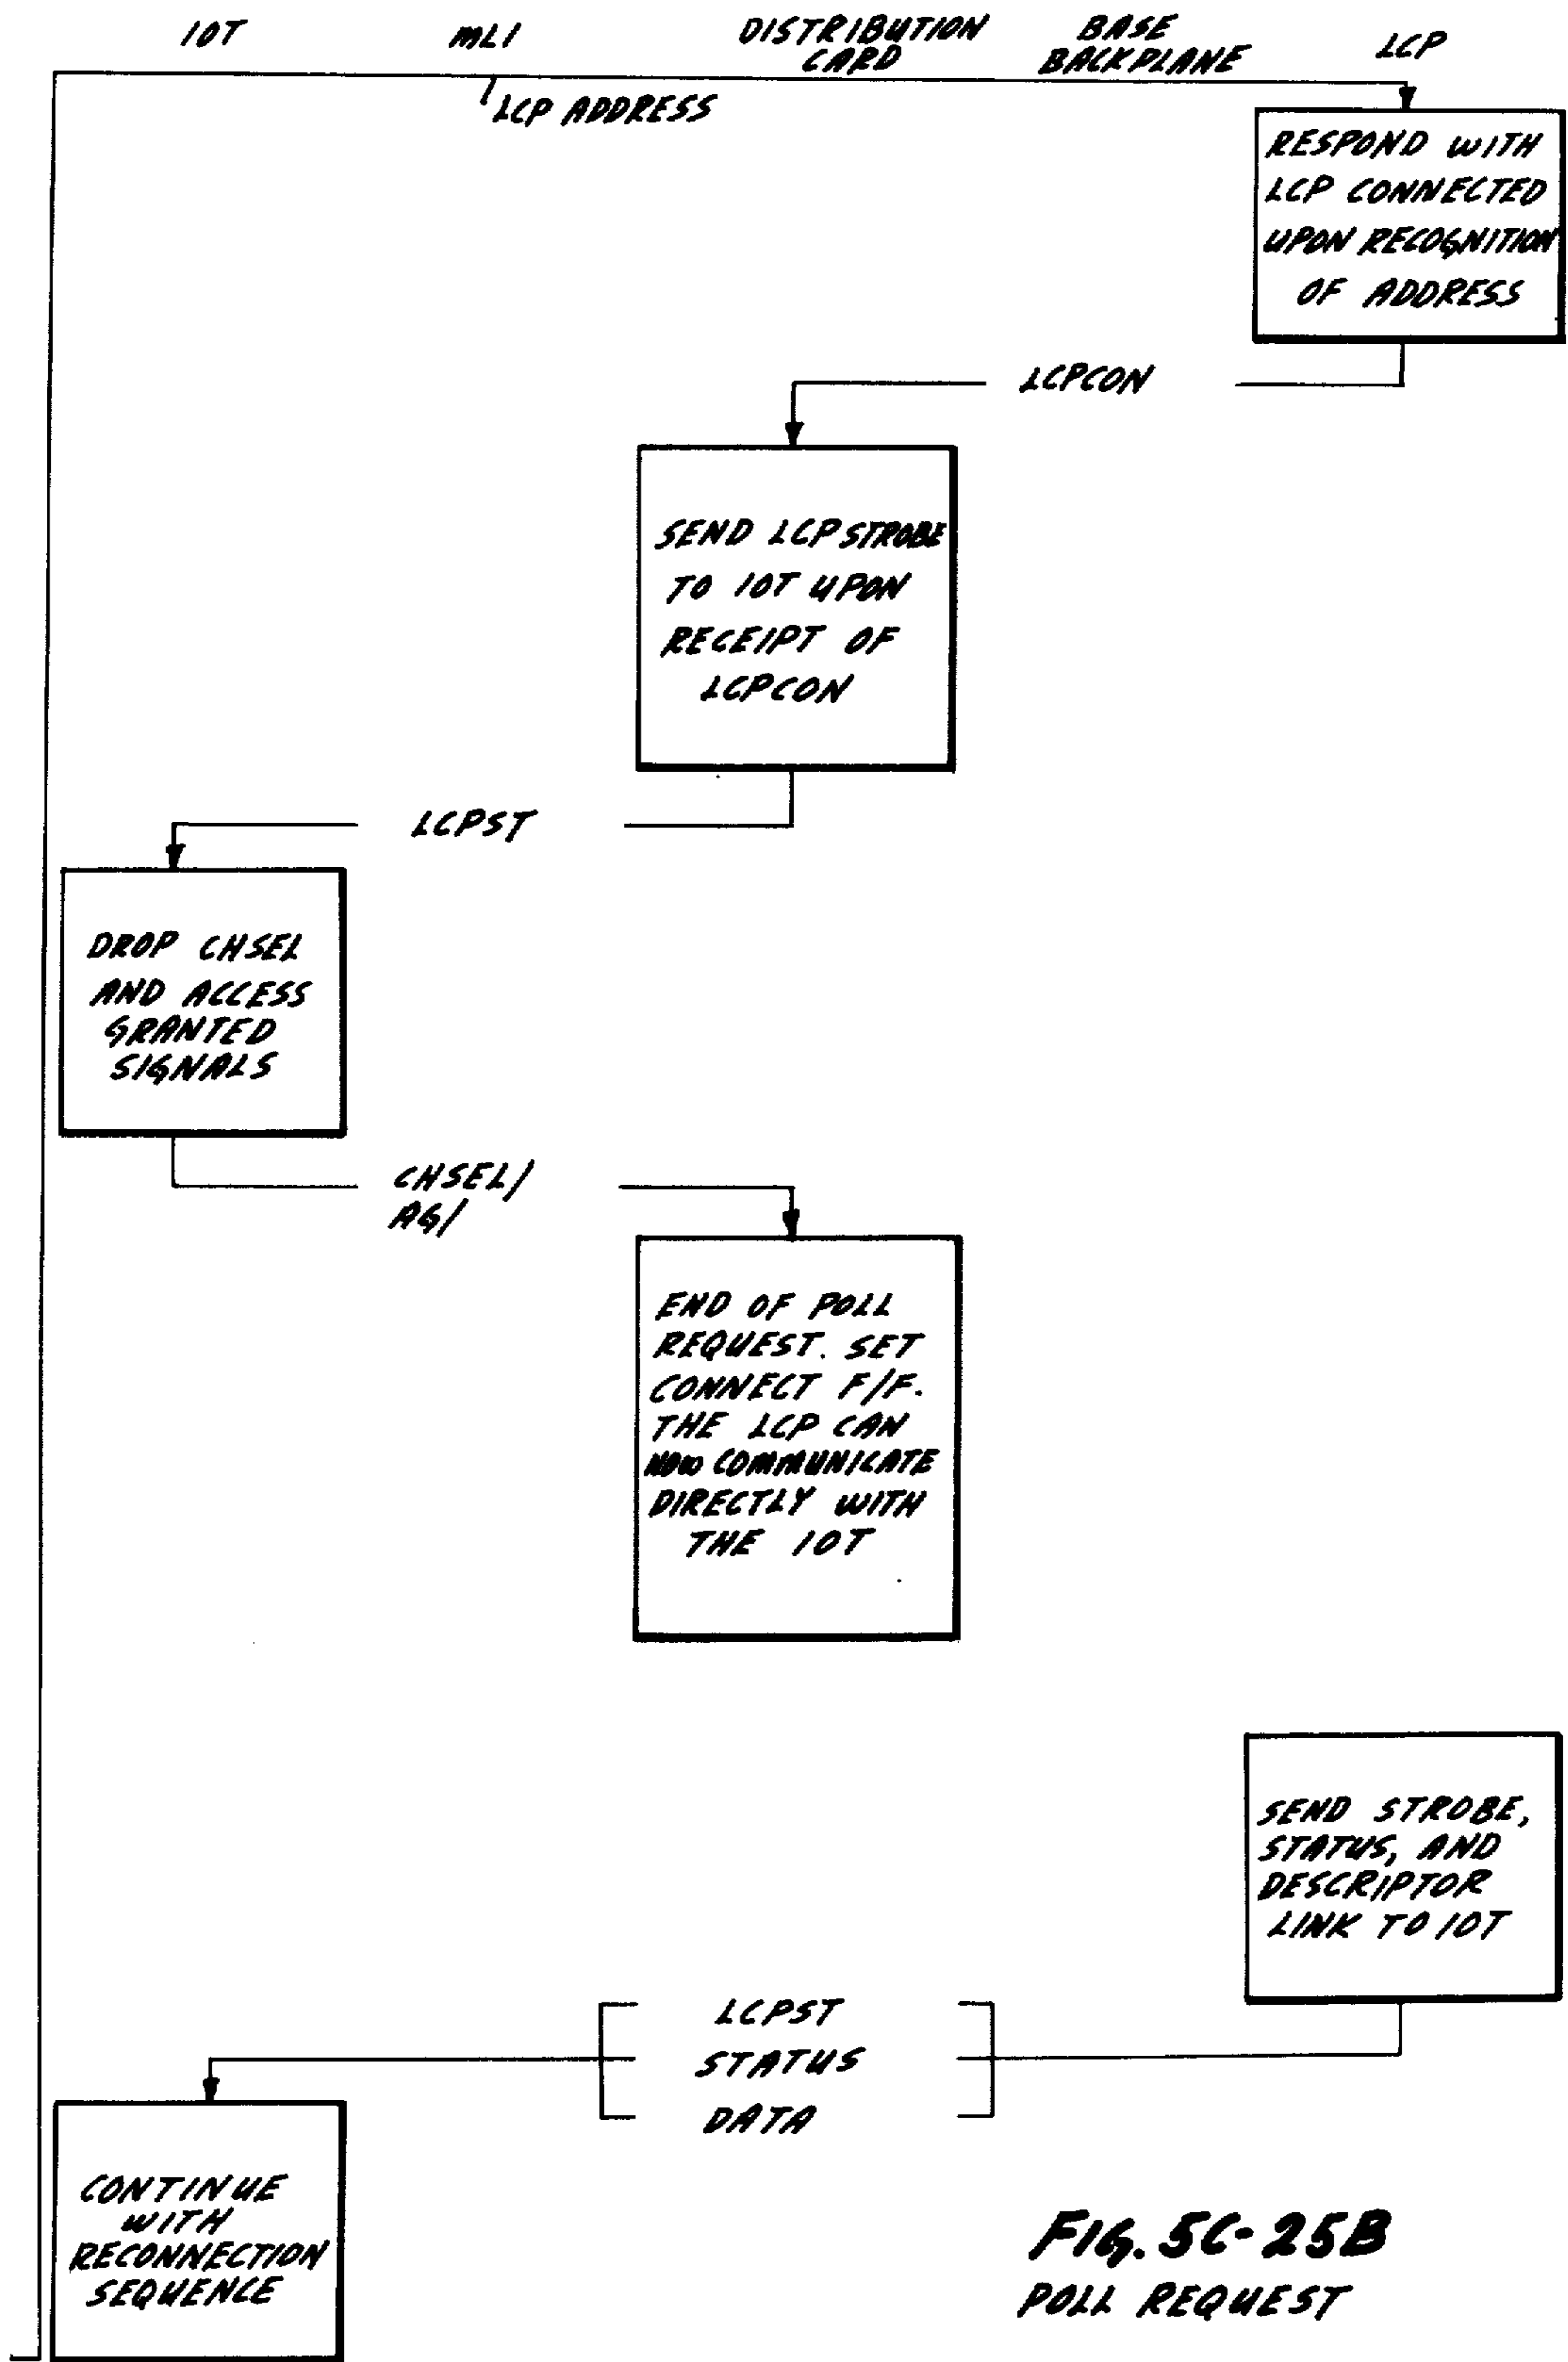 IOT MLI DISTRIBUTION CARD BASE BACKPLANE LCP
LCP ADDRESS
RESPOND WITH
LCP CONNECTED
UPON RECOGNITION
OF ADDRESS
LCPCON
SEND LCP STROBE
TO IOT UPON
RECEIPT OF
LCPCON
LCPST
DROP CHSEL
AND ACCESS
GRANTED
SIGNALS
CHSEL/
AG/
END OF POLL
REQUEST. SET
CONNECT F/F.
THE LCP CAN
NOW COMMUNICATE
DIRECTLY WITH
THE IOT
SEND STROBE,
STATUS, AND
DESCRIPTOR
LINK TO IOT
LCPST
STATUS
DATA
CONTINUE
WITH
RECONNECTION
SEQUENCE
FIG. 5C-25B
POLL REQUEST